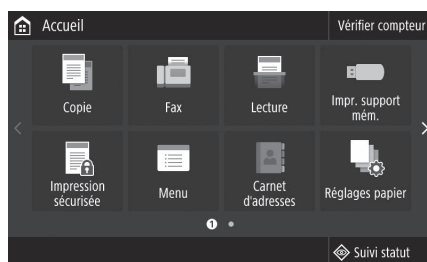 Accueil
Vérifier compteur
Copie
Fax
Lecture
Impr. support
mém.
Impression
sécurisée
Menu
Carnet
d'adresses
Réglages papier
1
Suivi statut